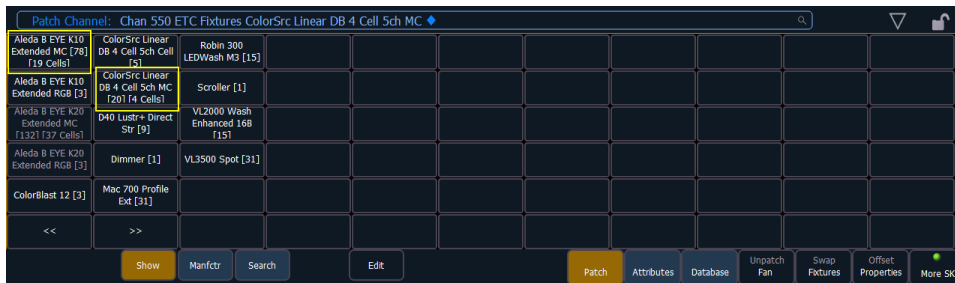 Patch Channel: Chan 550 ETC Fixtures ColorSrc Linear DB 4 Cell 5ch MC ♦
Aleda B EYE K10
Extended MC [78]
[19 Cells]
ColorSrc Linear
DB 4 Cell 5ch Cell
[5]
Robin 300
LEDWash M3 [15]
Aleda B EYE K10
Extended RGB [3]
ColorSrc Linear
DB 4 Cell 5ch MC
[20] [4 Cells]
Scroller [1]
Aleda B EYE K20
Extended MC
[132] [37 Cells]
D40 Lustr+ Direct
Str [9]
VL2000 Wash
Enhanced 16B
[15]
Aleda B EYE K20
Extended RGB [3]
Dimmer [1]
VL3500 Spot [31]
ColorBlast 12 [3]
Mac 700 Profile
Ext [31]
<<
>>
Show
Manfctr
Search
Edit
Patch
Attributes
Database
Unpatch
Fan
Swap
Fixtures
Offset
Properties
More SK